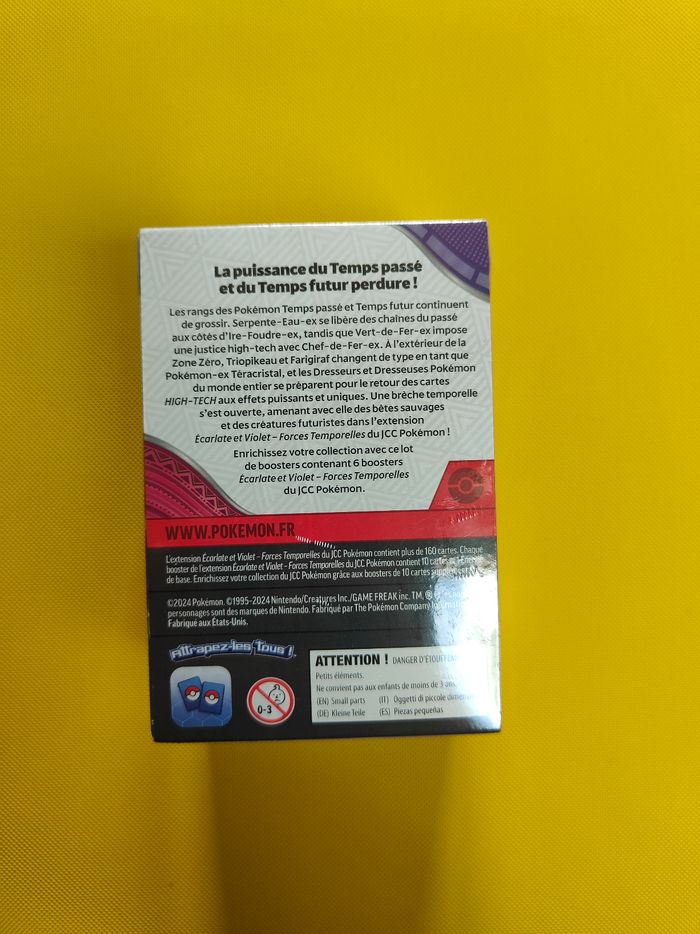 La puissance du Temps passé
et du Temps futur perdure !
Les rangs des Pokémon Temps passé et Temps futur continuent
de grossir. Serpente-Eau-ex se libère des chaînes du passé
aux côtés d'Ire-Foudre-ex, tandis que Vert-de-Fer-ex impose
une justice high-tech avec Chef-de-Fer-ex. À l'extérieur de la
Zone Zéro, Triopikeau et Farigiraf changent de type en tant que
Pokémon-ex Téracristal, et les Dresseurs et Dresseuses Pokémon
du monde entier se préparent pour le retour des cartes
HIGH-TECH aux effets puissants et uniques. Une brèche temporelle
s'est ouverte, amenant avec elle des bêtes sauvages
et des créatures futuristes dans l'extension
Écarlate et Violet – Forces Temporelles du JCC Pokémon !
Enrichissez votre collection avec ce lot
de boosters contenant 6 boosters
Écarlate et Violet – Forces Temporelles
du JCC Pokémon.
WWW.POKEMON.FR
L'extension Écarlate et Violet – Forces Temporelles du JCC Pokémon contient plus de 160 cartes. Chaque
booster de l'extension Écarlate et Violet – Forces Temporelles du JCC Pokémon contient 10 cartes et 1 Énergie
de base. Enrichissez votre collection du JCC Pokémon grâce aux boosters de 10 cartes
©2024 Pokémon. ©1995-2024 Nintendo/Creatures Inc./GAME FREAK inc. TM, ®
personnages sont des marques de Nintendo. Fabriqué par The Pokémon Company
Fabriqué aux États-Unis.
Attrapez-les Tous !
ATTENTION ! DANGER
Petits éléments.
Ne convient pas aux enfants de moins de 3 ans
(EN) Small parts (IT) Oggetti di piccole
(DE) Kleine Teile (ES) Piezas pequeñas
0-3